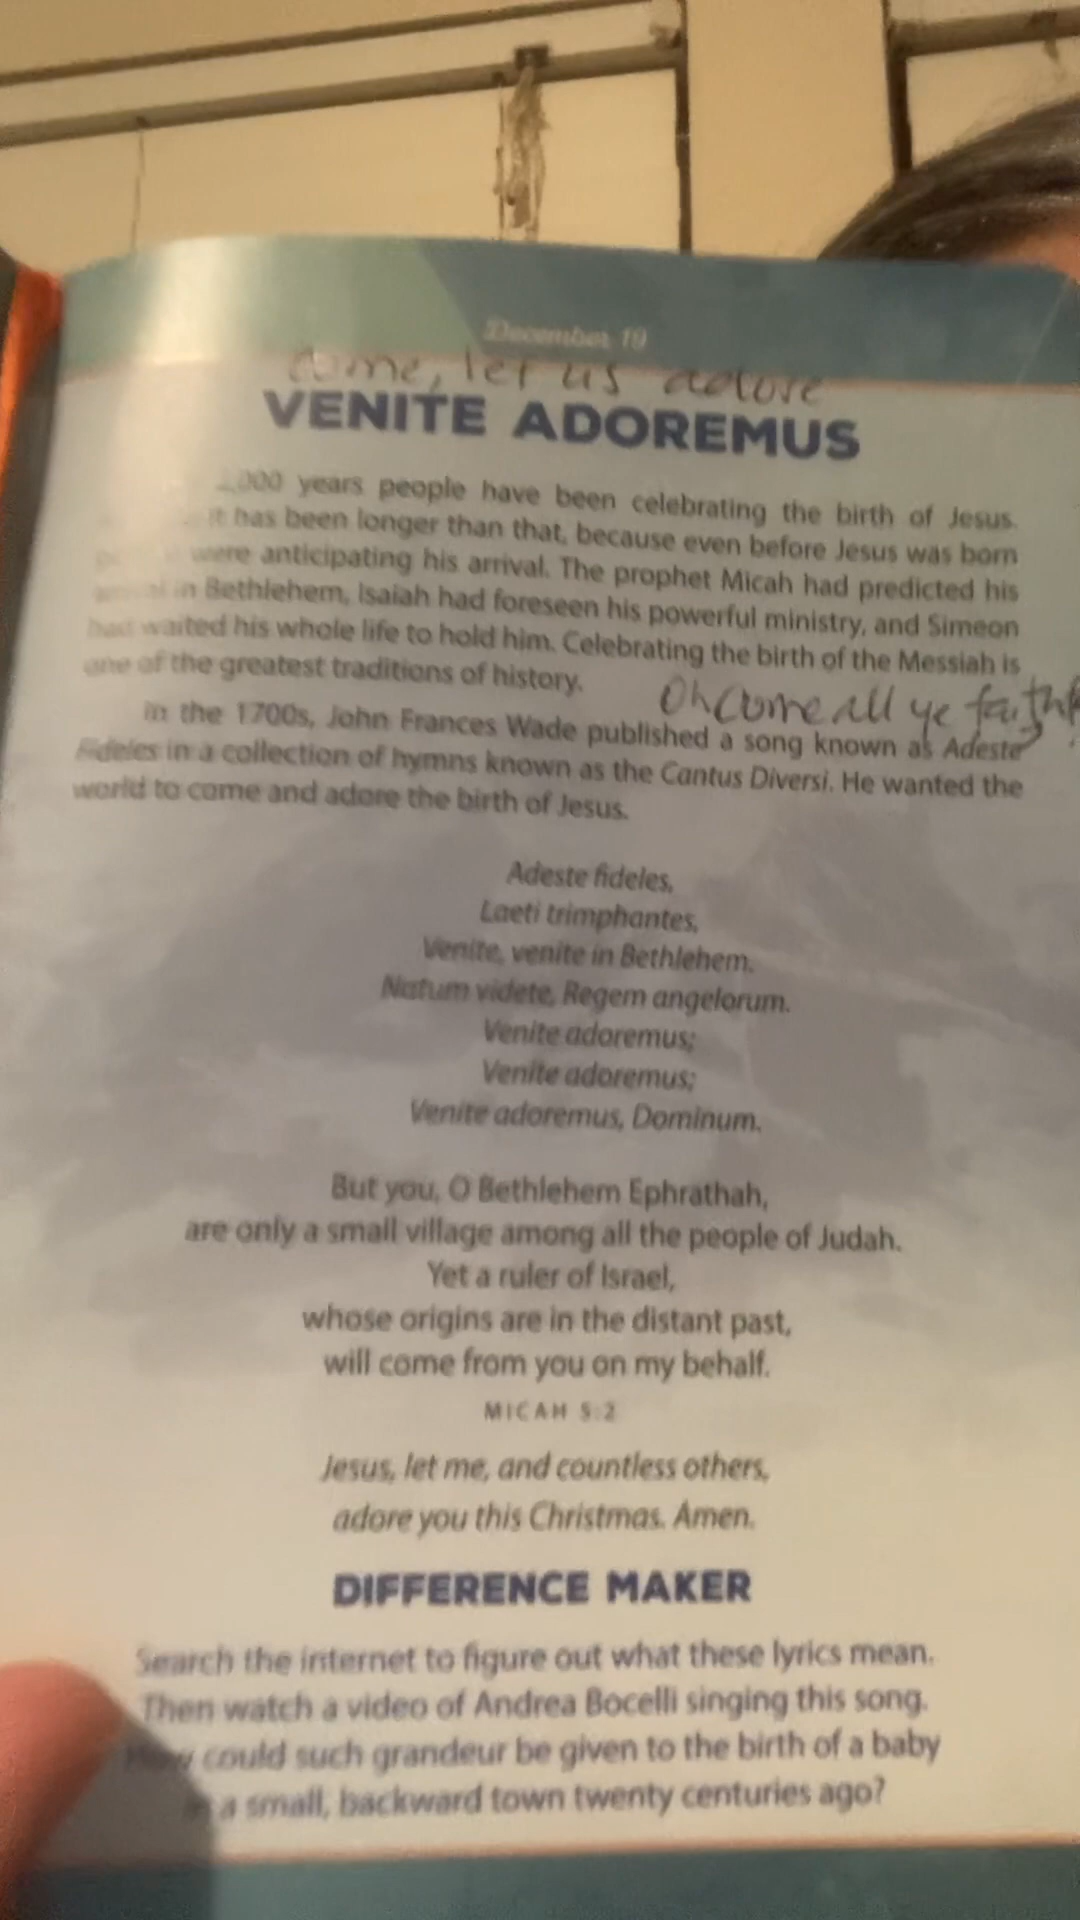 December 19
Come, let us adore
VENITE ADOREMUS
,000 years people have been celebrating the birth of Jesus.
it has been longer than that, because even before Jesus was born
were anticipating his arrival. The prophet Micah had predicted his
in Bethlehem, Isaiah had foreseen his powerful ministry, and Simeon
had waited his whole life to hold him. Celebrating the birth of the Messiah is
one of the greatest traditions of history.
Oh come all ye faithf
In the 1700s, John Frances Wade published a song known as Adeste
Fideles in a collection of hymns known as the Cantus Diversi. He wanted the
world to come and adore the birth of Jesus.
Adeste fideles,
Laeti trimphantes,
Venite, venite in Bethlehem.
Natum videte, Regem angelorum.
Venite adoremus;
Venite adoremus;
Venite adoremus, Dominum.
But you, O Bethlehem Ephrathah,
are only a small village among all the people of Judah.
Yet a ruler of Israel,
whose origins are in the distant past,
will come from you on my behalf.
MICAH 5:2
Jesus, let me, and countless others,
adore you this Christmas. Amen.
DIFFERENCE MAKER
Search the internet to figure out what these lyrics mean.
Then watch a video of Andrea Bocelli singing this song.
How could such grandeur be given to the birth of a baby
a small, backward town twenty centuries ago?